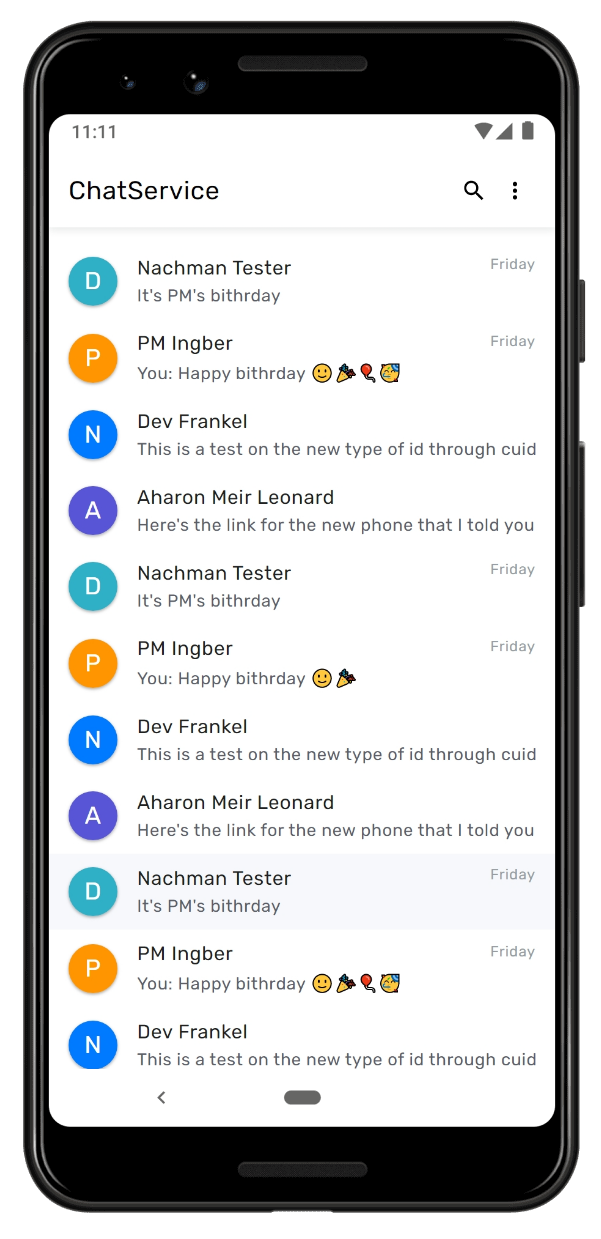 11:11
ChatService
D
Nachman Tester
Friday
It's PM's bithrday
P
PM Ingber
Friday
You: Happy bithrday 🙂🎉🎈🥳
N
Dev Frankel
This is a test on the new type of id through cuid
A
Aharon Meir Leonard
Here's the link for the new phone that I told you
D
Nachman Tester
Friday
It's PM's bithrday
P
PM Ingber
Friday
You: Happy bithrday 🙂🎉
N
Dev Frankel
This is a test on the new type of id through cuid
A
Aharon Meir Leonard
Here's the link for the new phone that I told you
D
Nachman Tester
Friday
It's PM's bithrday
P
PM Ingber
Friday
You: Happy bithrday 🙂🎉🎈🥳
N
Dev Frankel
This is a test on the new type of id through cuid